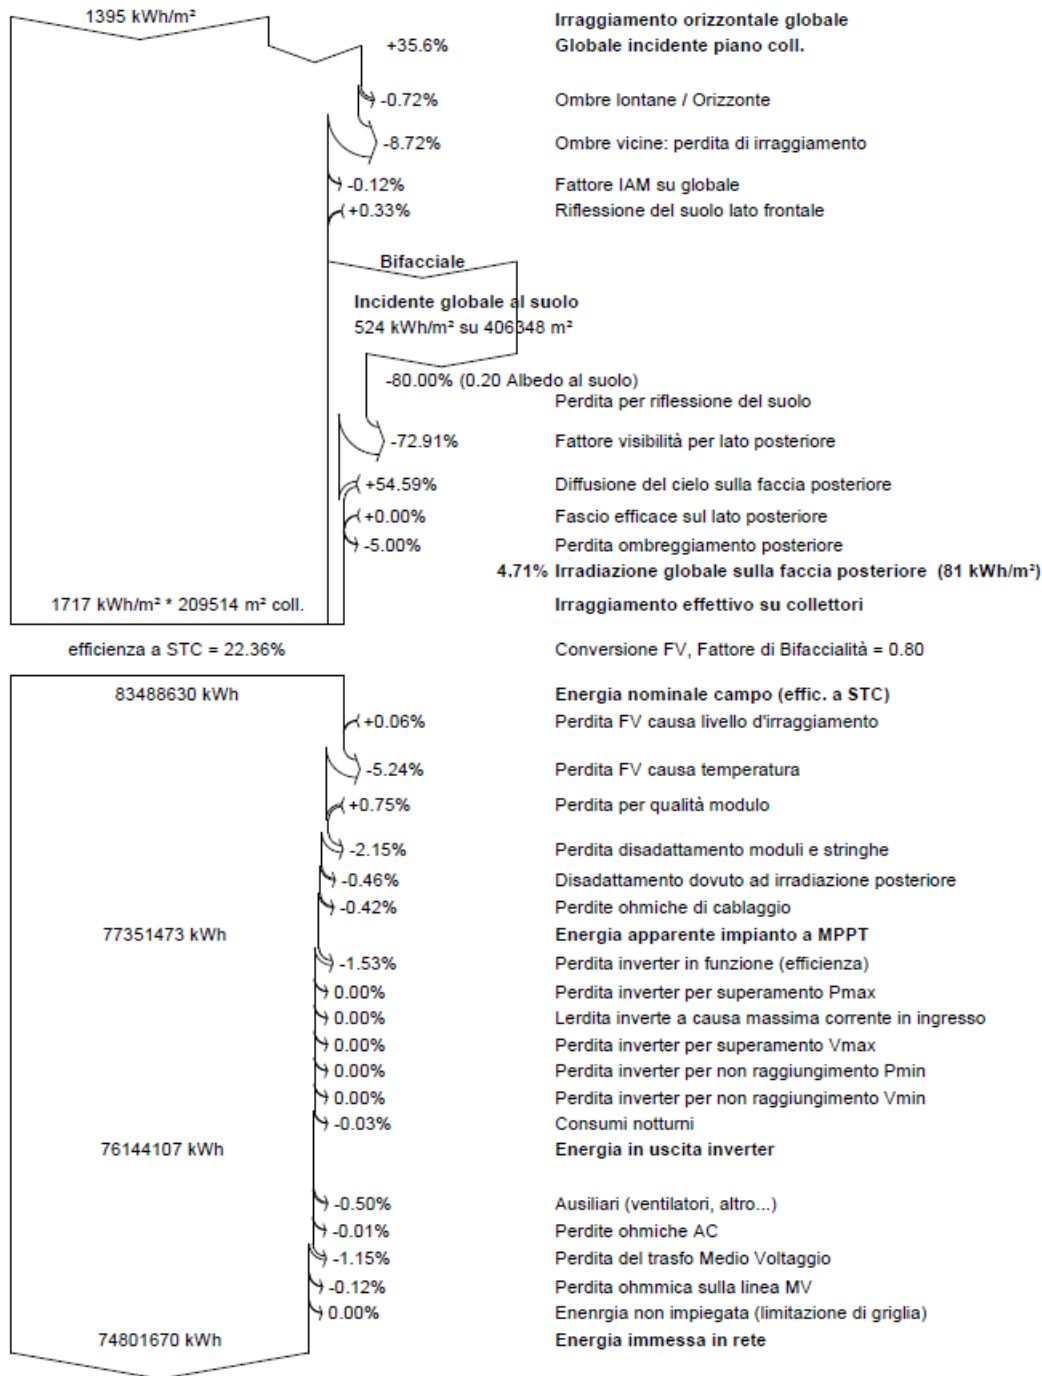 1395 kWh/m² Irraggiamento orizzontale globale
+35.6% Globale incidente piano coll.
-0.72% Ombre lontane / Orizzonte
-8.72% Ombre vicine: perdita di irraggiamento
-0.12% Fattore IAM su globale
+0.33% Riflessione del suolo lato frontale
Bifacciale
Incidente globale al suolo
524 kWh/m² su 406348 m²
-80.00% (0.20 Albedo al suolo)
Perdita per riflessione del suolo
-72.91% Fattore visibilità per lato posteriore
+54.59% Diffusione del cielo sulla faccia posteriore
+0.00% Fascio efficace sul lato posteriore
-5.00% Perdita ombreggiamento posteriore
4.71% Irradiazione globale sulla faccia posteriore (81 kWh/m²)
1717 kWh/m² * 209514 m² coll. Irraggiamento effettivo su collettori
efficienza a STC = 22.36% Conversione FV, Fattore di Bifaccialità = 0.80
83488630 kWh Energia nominale campo (effic. a STC)
+0.06% Perdita FV causa livello d'irraggiamento
-5.24% Perdita FV causa temperatura
+0.75% Perdita per qualità modulo
-2.15% Perdita disadattamento moduli e stringhe
-0.46% Disadattamento dovuto ad irradiazione posteriore
-0.42% Perdite ohmiche di cablaggio
77351473 kWh Energia apparente impianto a MPPT
-1.53% Perdita inverter in funzione (efficienza)
0.00% Perdita inverter per superamento Pmax
0.00% Lerdita inverte a causa massima corrente in ingresso
0.00% Perdita inverter per superamento Vmax
0.00% Perdita inverter per non raggiungimento Pmin
0.00% Perdita inverter per non raggiungimento Vmin
-0.03% Consumi notturni
76144107 kWh Energia in uscita inverter
-0.50% Ausiliari (ventilatori, altro...)
-0.01% Perdite ohmiche AC
-1.15% Perdita del trasfo Medio Voltaggio
-0.12% Perdita ohmmica sulla linea MV
0.00% Enenrgia non impiegata (limitazione di griglia)
74801670 kWh Energia immessa in rete